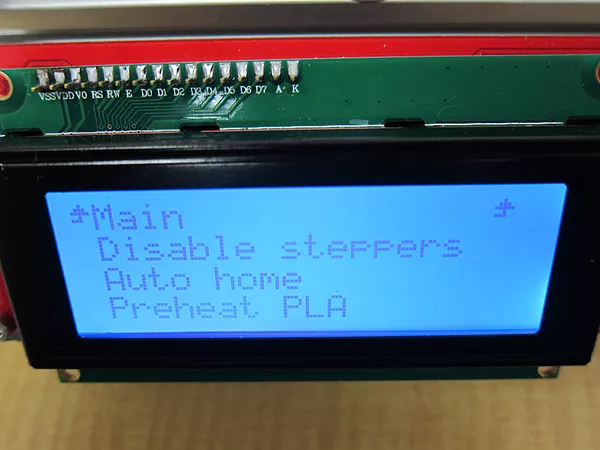 VSS VDD V0 RS RW E D0 D1 D2 D3 D4 D5 D6 D7 A K
Main
Disable steppers
Auto home
Preheat PLA